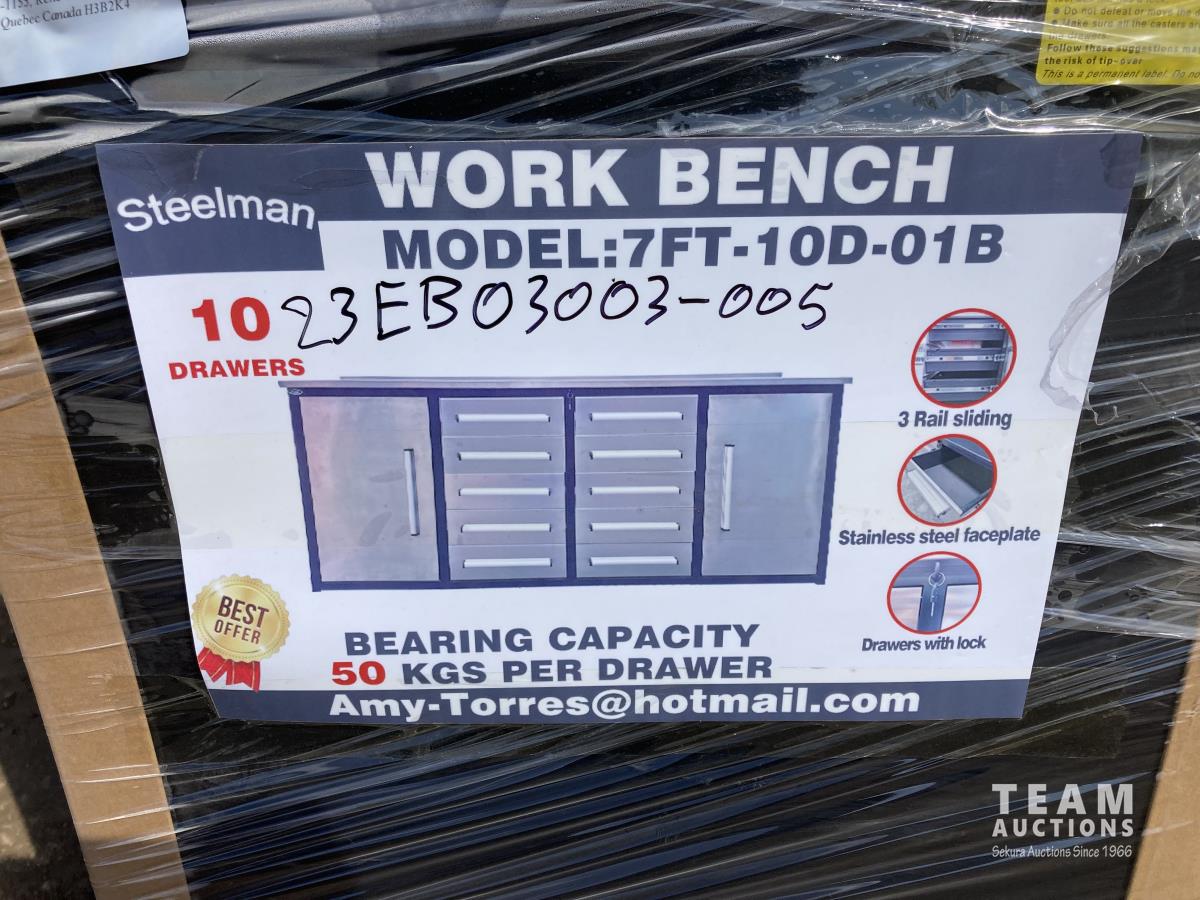 Quebec Canada H3B2K4
● Do not defeat or move the
● Make sure all the casters
the drawers.
Follow these suggestions may
the risk of tip-over
This is a permanent label. Do no
Steelman
WORK BENCH
MODEL:7FT-10D-01B
10
DRAWERS
23EB03003-005
3 Rail sliding
Stainless steel faceplate
Drawers with lock
BEST
OFFER
BEARING CAPACITY
50 KGS PER DRAWER
Amy-Torres@hotmail.com
TEAM
AUCTIONS
Sekura Auctions Since 1966